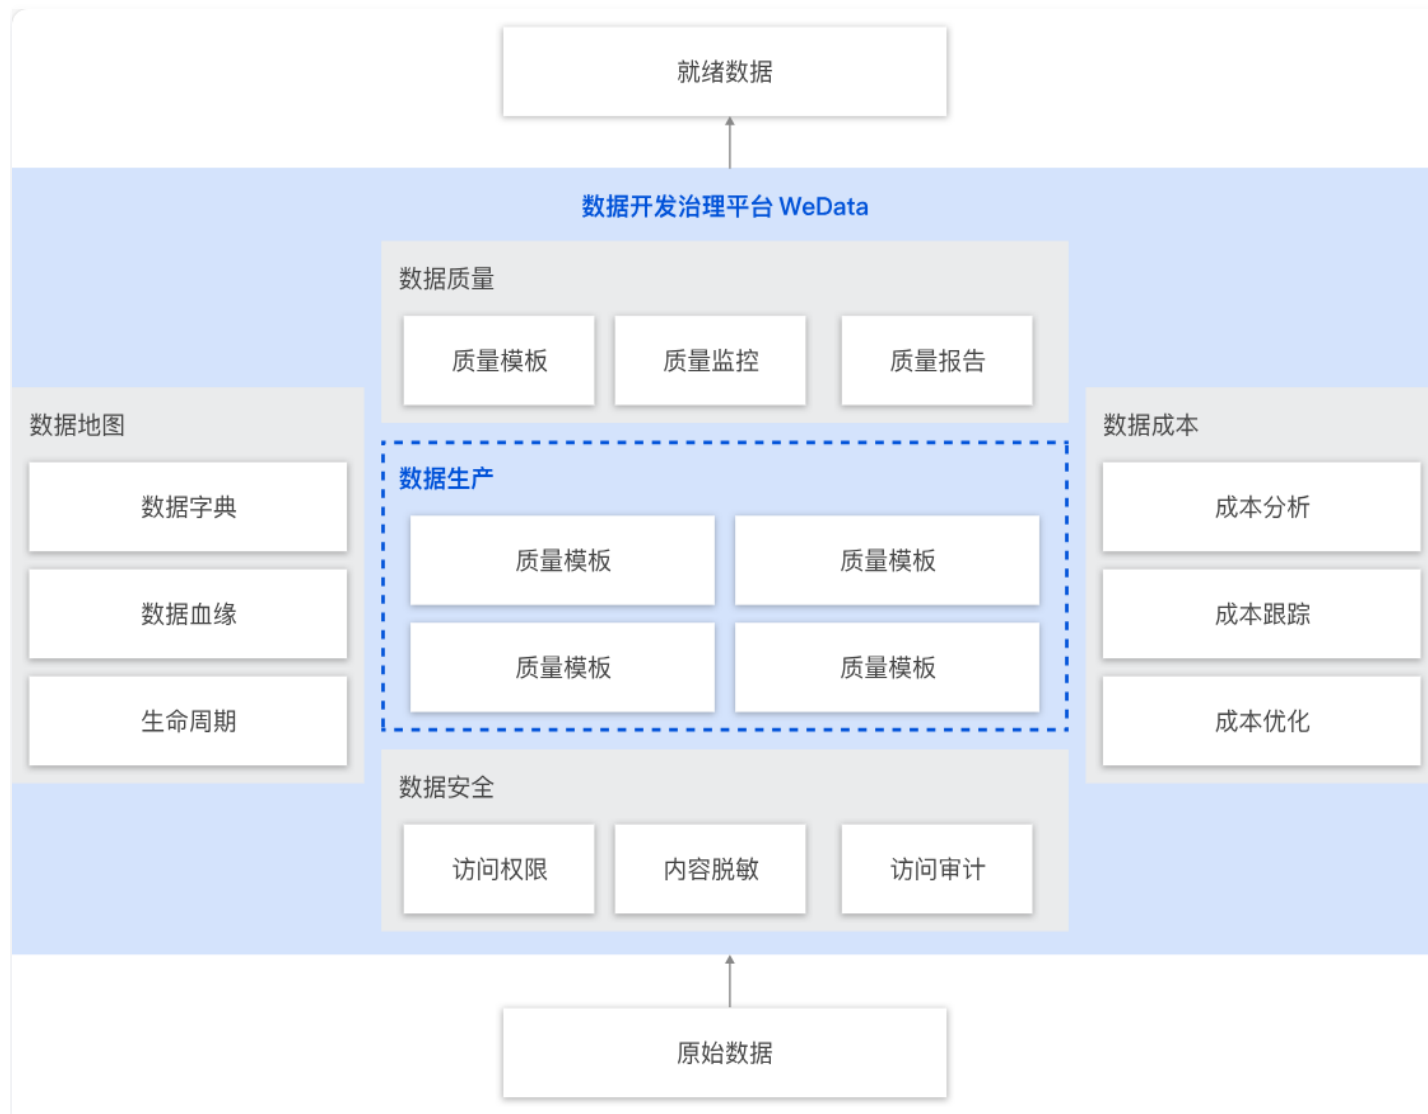 就绪数据
数据开发治理平台 WeData
数据质量
质量模板
质量监控
质量报告
数据地图
数据字典
数据血缘
生命周期
数据生产
质量模板
质量模板
质量模板
质量模板
数据成本
成本分析
成本跟踪
成本优化
数据安全
访问权限
内容脱敏
访问审计
原始数据